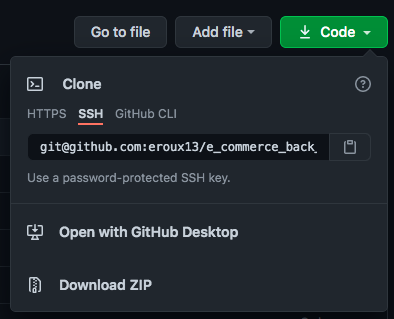 Go to file Add file Code
Clone
HTTPS SSH GitHub CLI
git@github.com:eroux13/e_commerce_back_
Use a password-protected SSH key.
Open with GitHub Desktop
Download ZIP